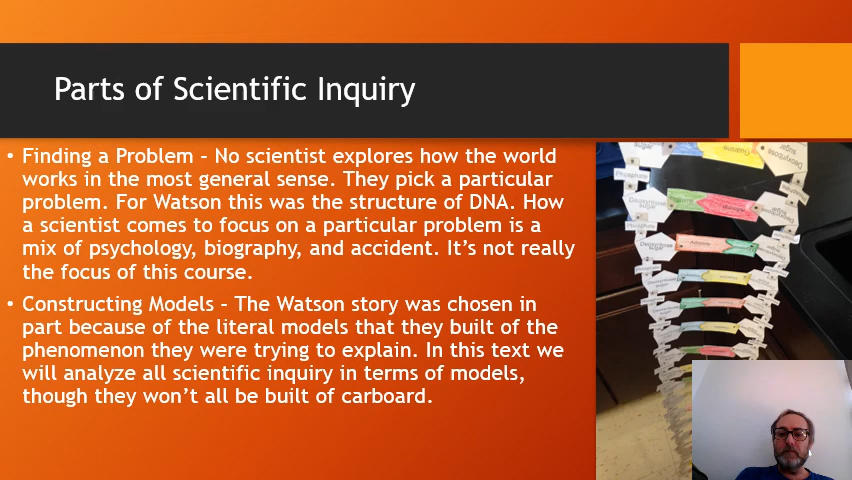 Parts of Scientific Inquiry
• Finding a Problem – No scientist explores how the world
works in the most general sense. They pick a particular
problem. For Watson this was the structure of DNA. How
a scientist comes to focus on a particular problem is a
mix of psychology, biography, and accident. It's not really
the focus of this course.
• Constructing Models – The Watson story was chosen in
part because of the literal models that they built of the
phenomenon they were trying to explain. In this text we
will analyze all scientific inquiry in terms of models,
though they won't all be built of carboard.
Guanine
Deoxyribose
sugar
Phosphate
Phosphate